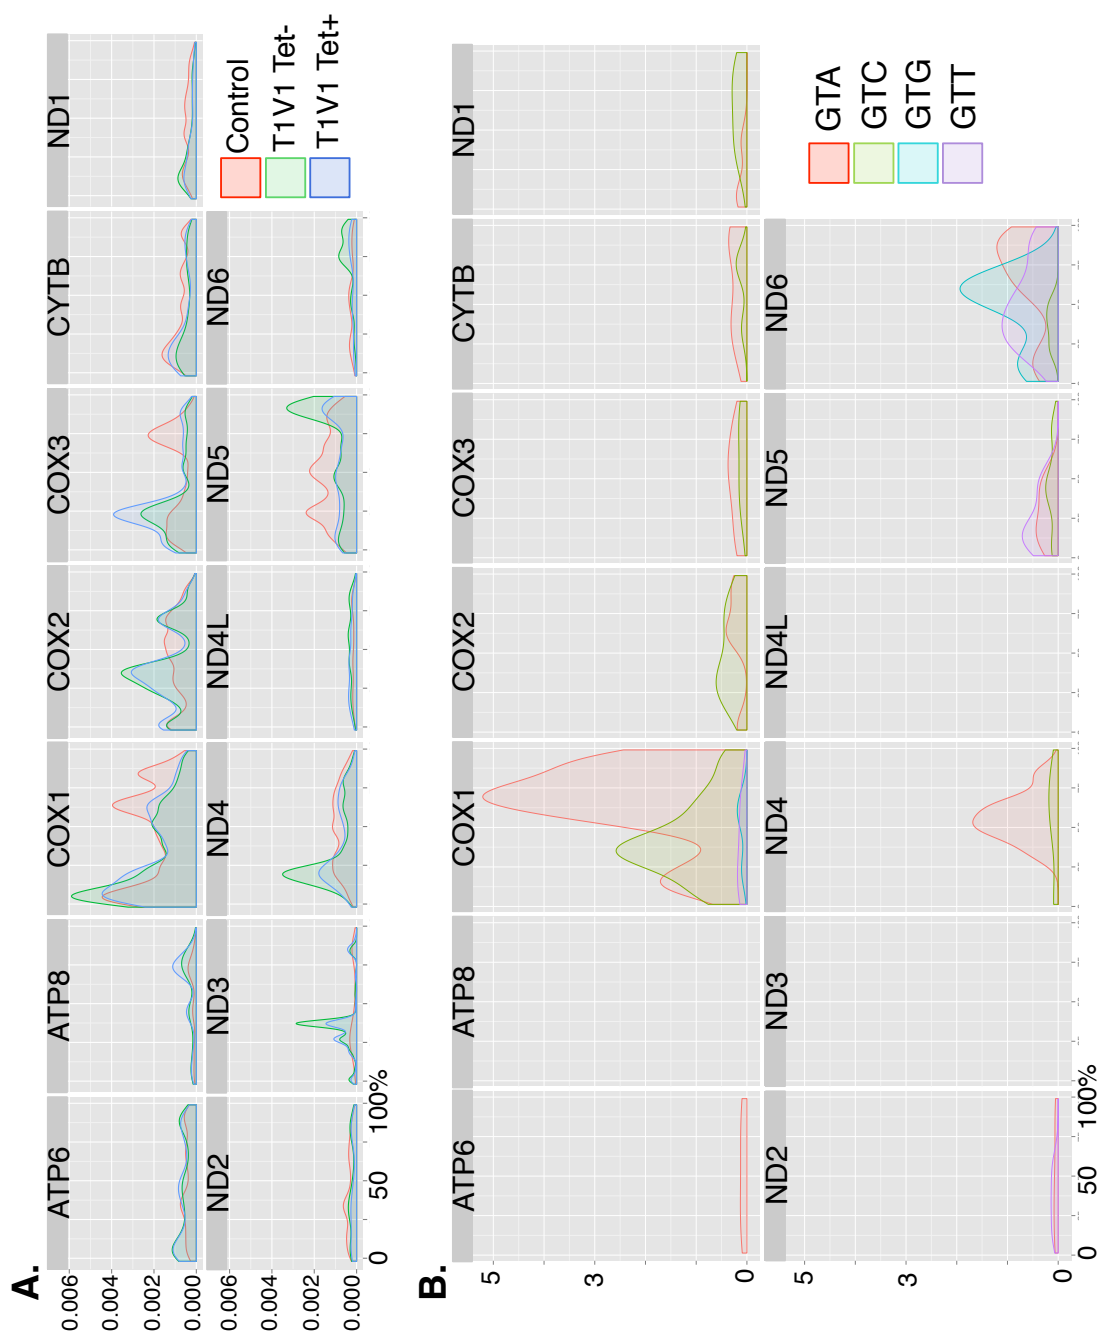 A.
ATP6
ATP8
COX1
COX2
COX3
CYTB
ND1
0.006
0.004
0.002
0.000
ND2
ND3
ND4
ND4L
ND5
ND6
0.006
0.004
0.002
0.000
0
50
100%
Control
T1V1 Tet-
T1V1 Tet+
B.
ATP6
ATP8
COX1
COX2
COX3
CYTB
ND1
5
3
0
ND2
ND3
ND4
ND4L
ND5
ND6
5
3
0
0
50
100%
GTA
GTC
GTG
GTT